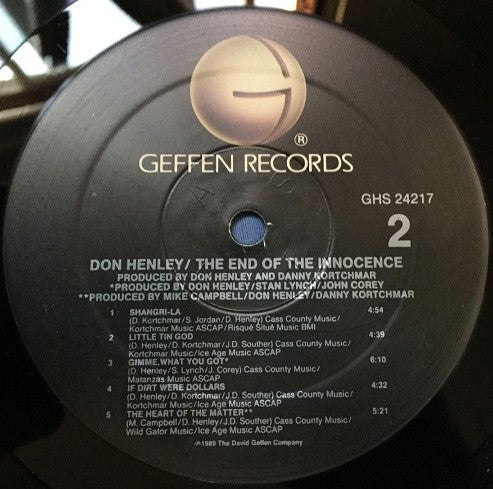 G
®
GEFFEN RECORDS
GHS 24217
2
DON HENLEY/ THE END OF THE INNOCENCE
PRODUCED BY DON HENLEY AND DANNY KORTCHMAR
*PRODUCED BY DON HENLEY/STAN LYNCH/JOHN COREY
**PRODUCED BY MIKE CAMPBELL/DON HENLEY/DANNY KORTCHMAR
1 SHANGRI-LA 4:54
(D. Kortchmar/S. Jordan/D. Henley) Cass County Music/
Kortchmar Music ASCAP/Risqué Situé Music BMI
2 LITTLE TIN GOD 4:39
(D. Henley/D. Kortchmar/J.D. Souther) Cass County Music/
Kortchmar Music/Ice Age Music ASCAP
3 GIMME,WHAT YOU GOT* 6:10
(D. Henley/S. Lynch/J. Corey) Cass County Music/
Matanzas Music ASCAP
4 IF DIRT WERE DOLLARS 4:32
(D. Henley/D. Kortchmar/J.D. Souther) Cass County Music/
Kortchmar Music/Ice Age Music ASCAP
5 THE HEART OF THE MATTER** 5:21
(M. Campbell/D. Henley/J.D. Souther) Cass County Music/
Wild Gator Music/Ice Age Music ASCAP
℗1989 The David Geffen Company